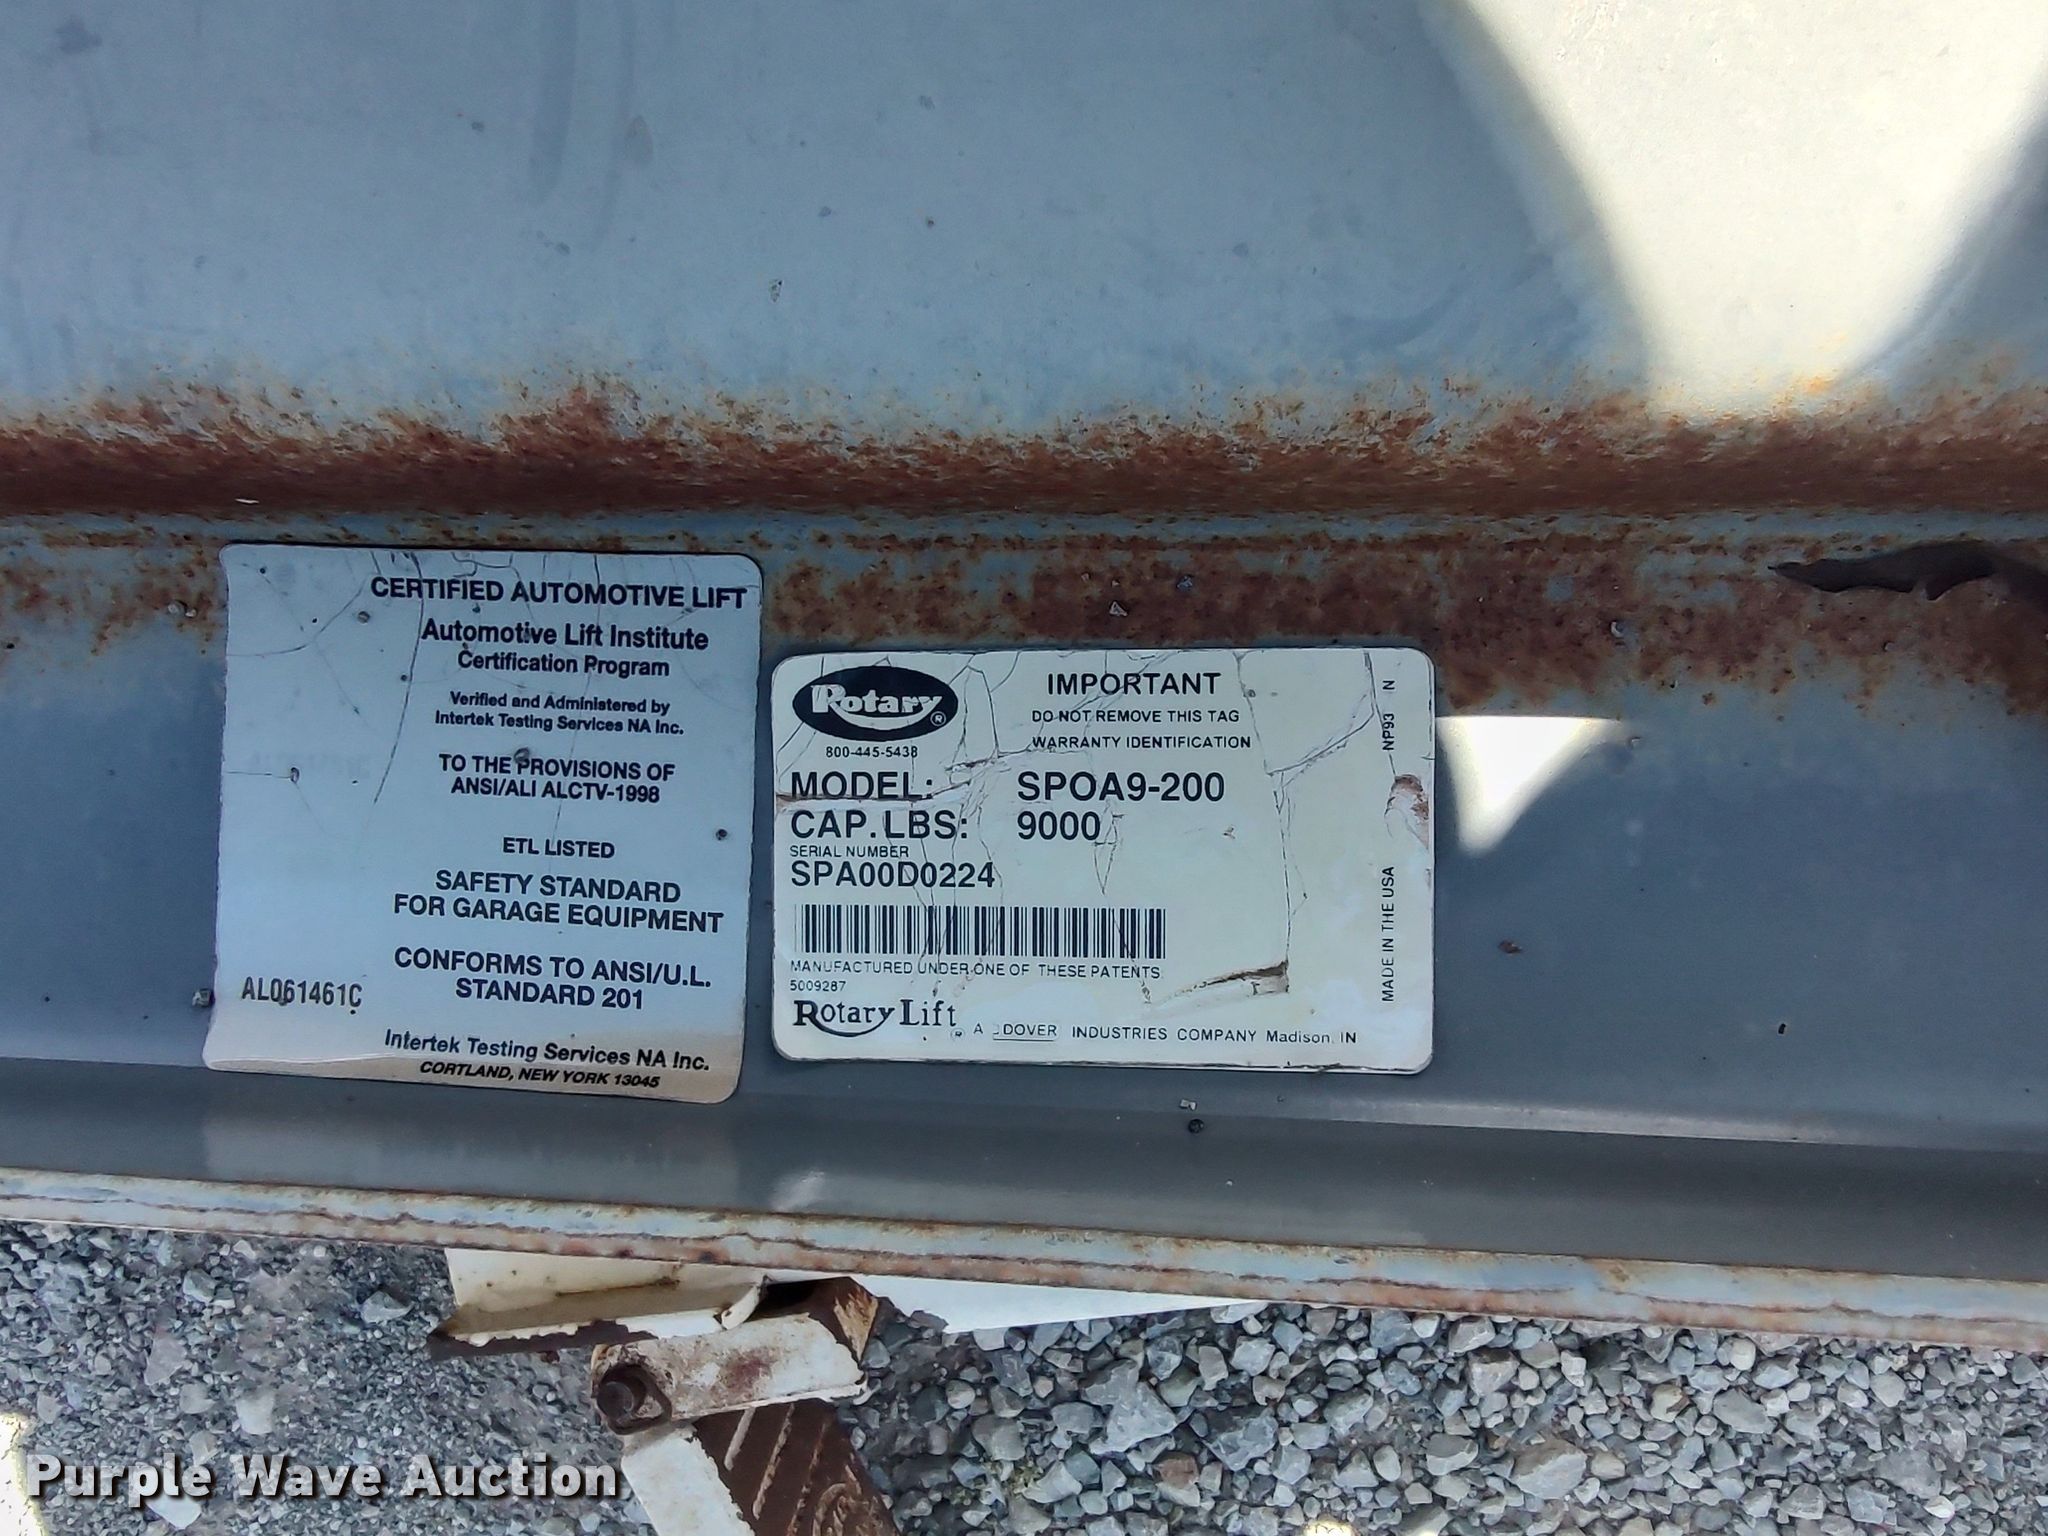 CERTIFIED AUTOMOTIVE LIFT
Automotive Lift Institute
Certification Program
Verified and Administered by
Intertek Testing Services NA Inc.
TO THE PROVISIONS OF
ANSI/ALI ALCTV-1998
ETL LISTED
SAFETY STANDARD
FOR GARAGE EQUIPMENT
CONFORMS TO ANSI/U.L.
STANDARD 201
AL061461C
Intertek Testing Services NA Inc.
CORTLAND, NEW YORK 13045
Rotary®
800-445-5438
IMPORTANT
DO NOT REMOVE THIS TAG
WARRANTY IDENTIFICATION
MODEL: SPOA9-200
CAP. LBS: 9000
SERIAL NUMBER
SPA00D0224
MANUFACTURED UNDER ONE OF THESE PATENTS:
5009287
Rotary Lift® A DOVER INDUSTRIES COMPANY Madison, IN
NP93 N
MADE IN THE USA
Purple Wave Auction